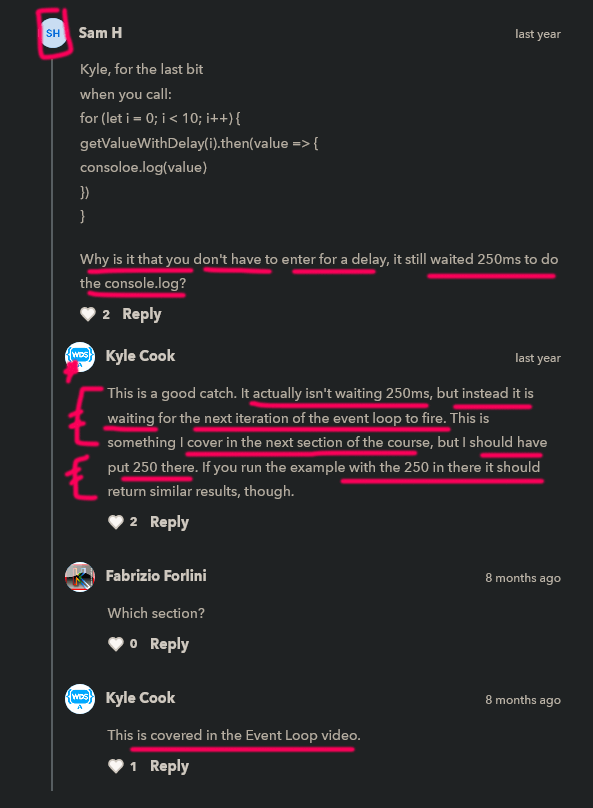 SH
Sam H
last year
Kyle, for the last bit
when you call:
for (let i = 0; i < 10; i++) {
getValueWithDelay(i).then(value => {
consoloe.log(value)
})
}
Why is it that you don't have to enter for a delay, it still waited 250ms to do
the console.log?
2 Reply
WDS
Kyle Cook
last year
This is a good catch. It actually isn't waiting 250ms, but instead it is
waiting for the next iteration of the event loop to fire. This is
something I cover in the next section of the course, but I should have
put 250 there. If you run the example with the 250 in there it should
return similar results, though.
2 Reply
Fabrizio Forlini
8 months ago
Which section?
0 Reply
WDS
Kyle Cook
8 months ago
This is covered in the Event Loop video.
1 Reply